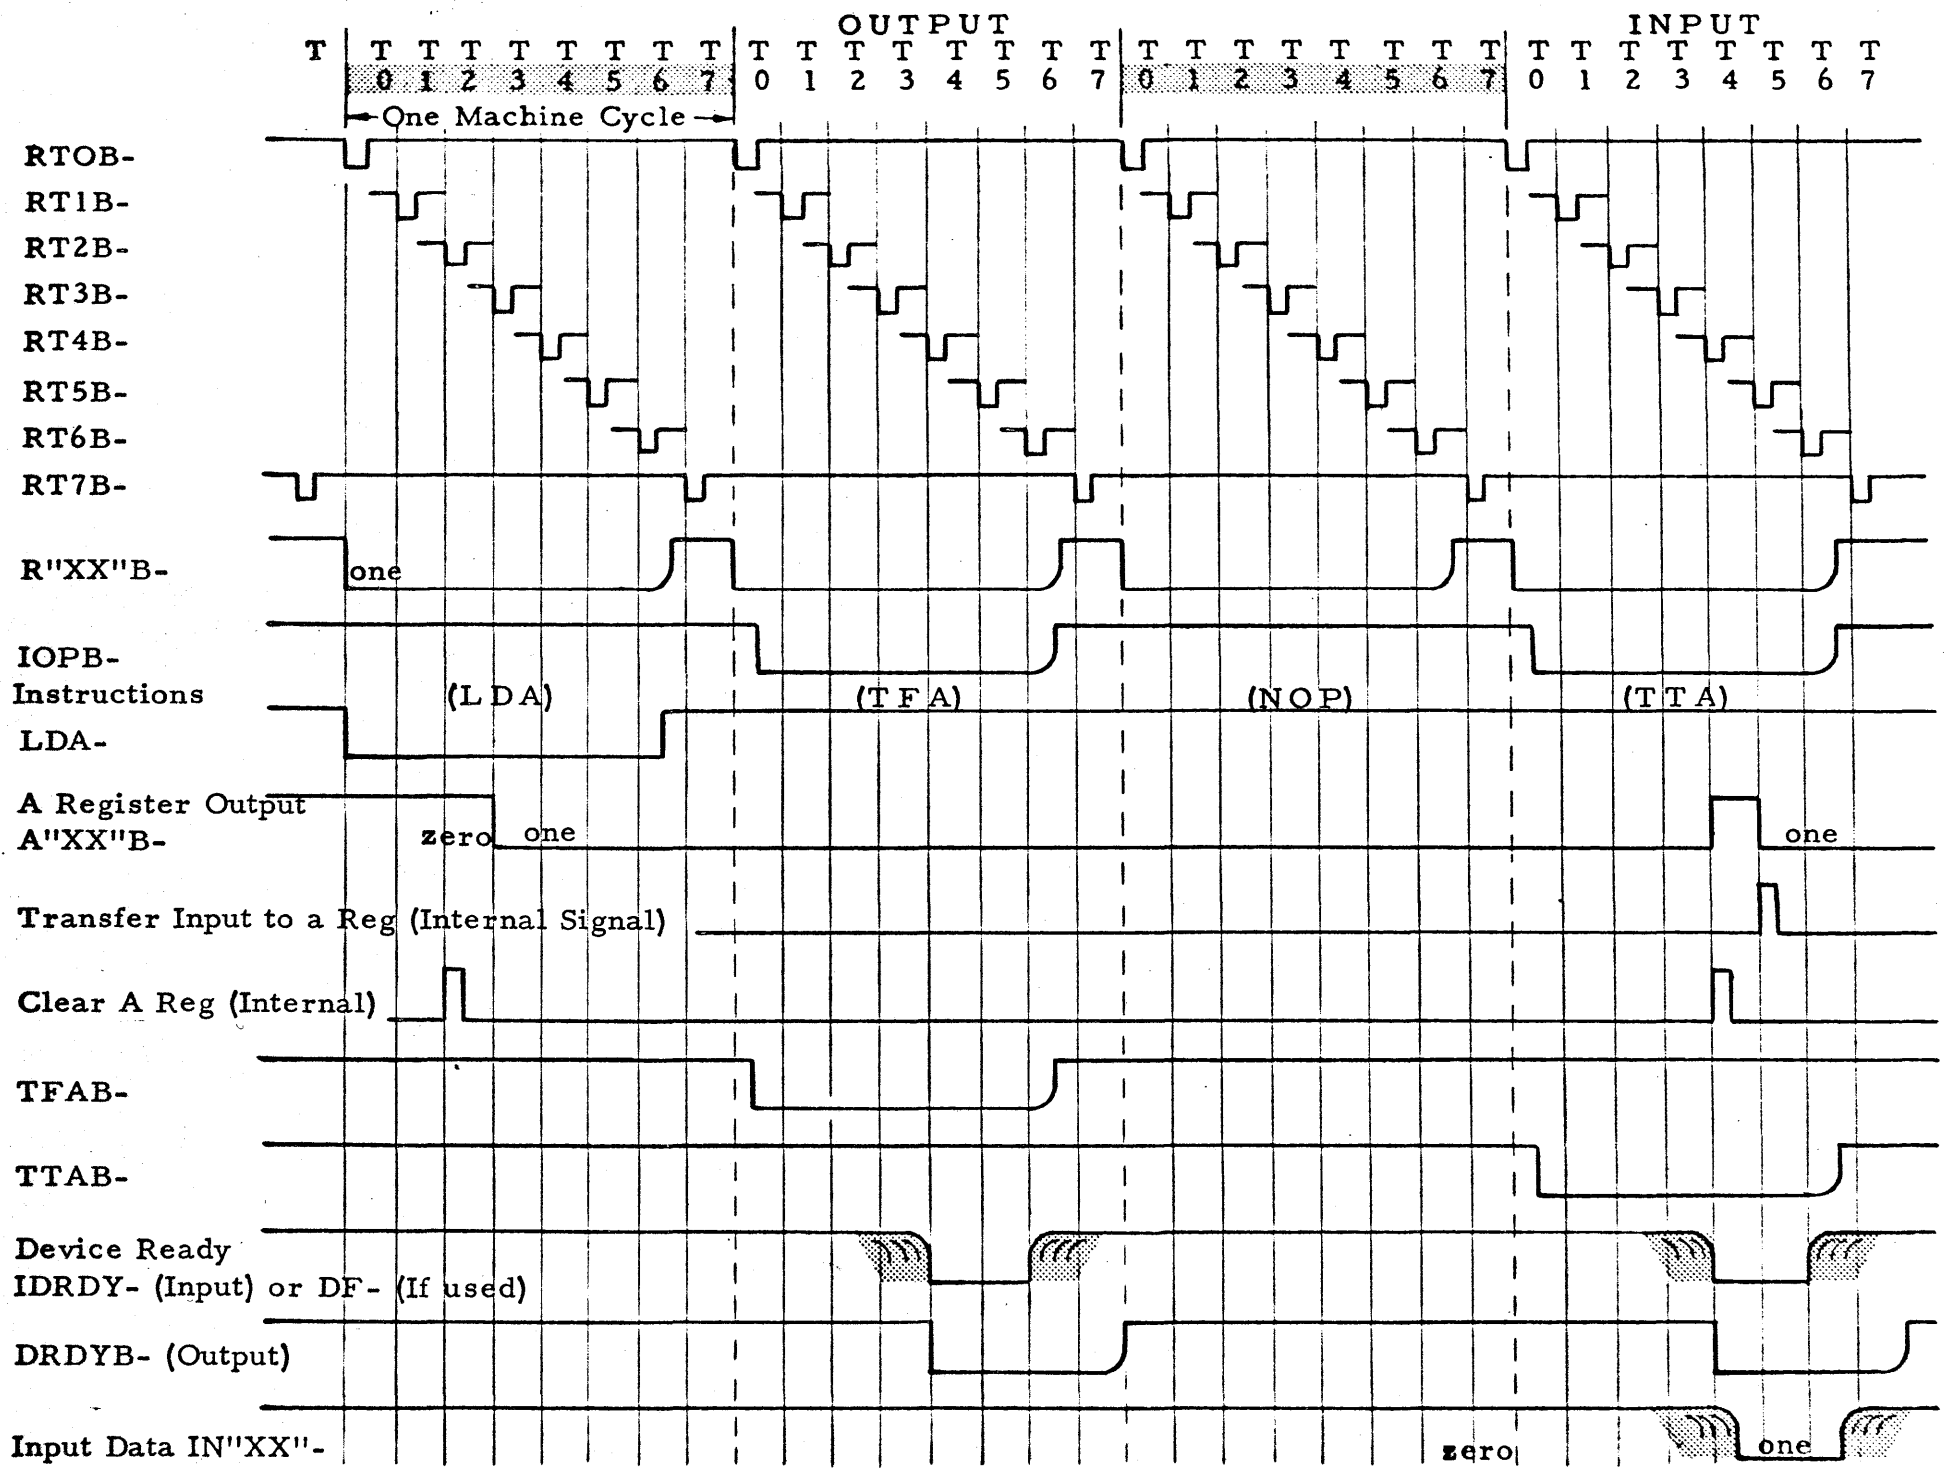 OUTPUT INPUT
T T T T T T T T T T T T T T T T T T T T T T T T T T T T T T T T T
0 1 2 3 4 5 6 7 0 1 2 3 4 5 6 7 0 1 2 3 4 5 6 7 0 1 2 3 4 5 6 7
One Machine Cycle
RTOB-
RT1B-
RT2B-
RT3B-
RT4B-
RT5B-
RT6B-
RT7B-
R"XX"B- one
IOPB-
Instructions (LDA) (TFA) (NOP) (TTA)
LDA-
A Register Output
A"XX"B- zero one one
Transfer Input to a Reg (Internal Signal)
Clear A Reg (Internal)
TFAB-
TTAB-
Device Ready
IDRDY- (Input) or DF- (If used)
DRDYB- (Output)
Input Data IN"XX"- zero one